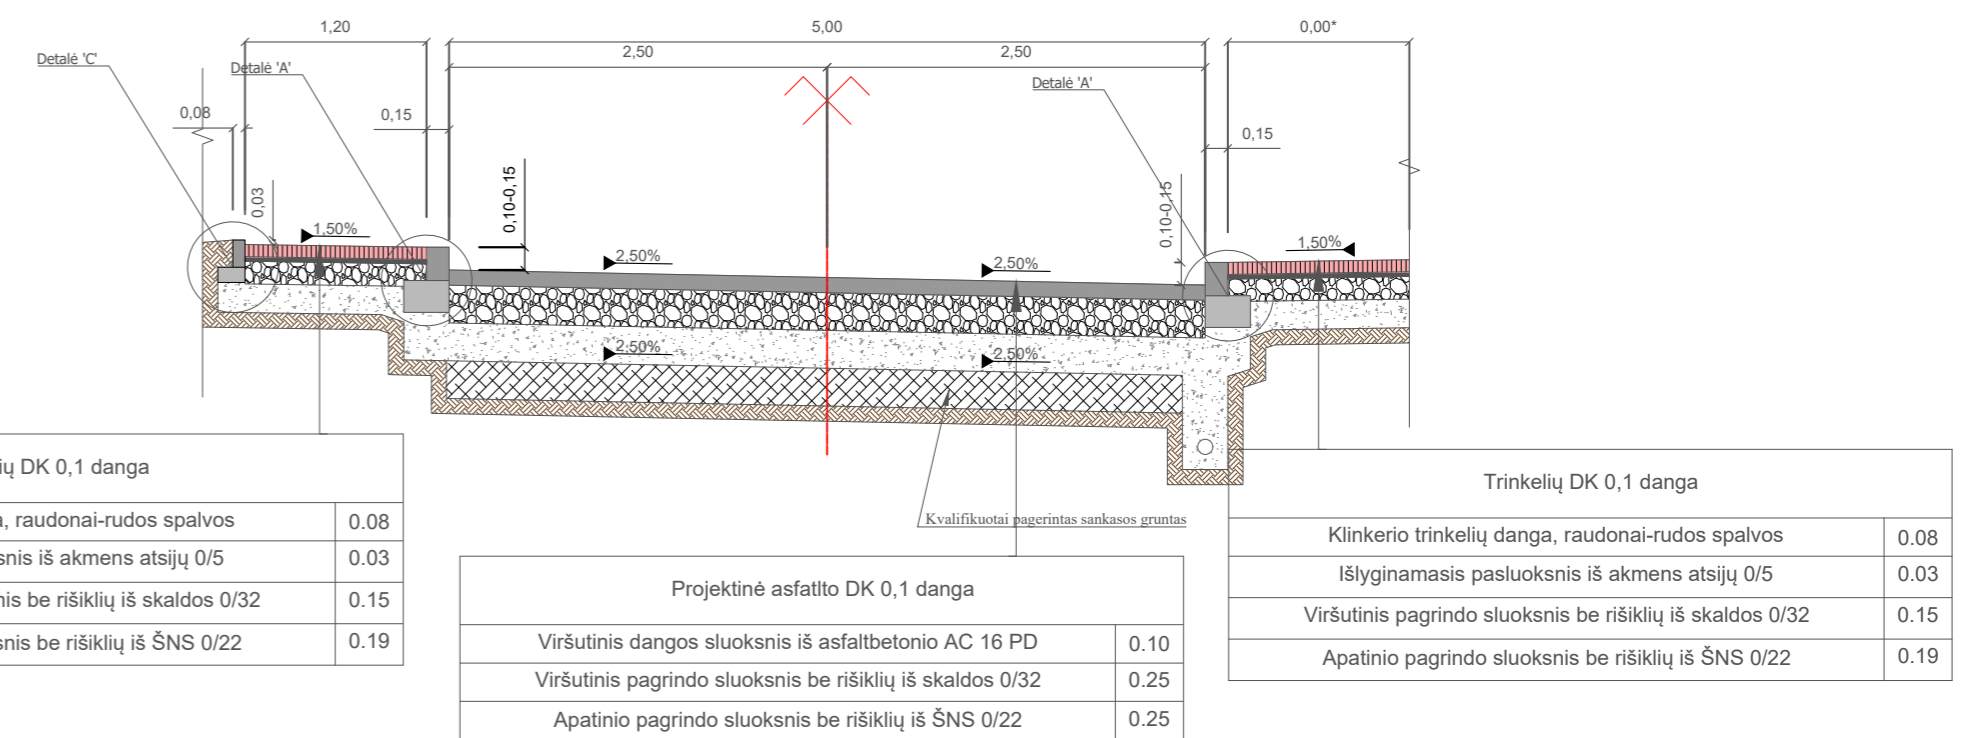 1,20
5,00
0,00*
2,50
2,50
Detalė 'C'
Detalė 'A'
Detalė 'A'
0,08
0,15
0,15
0,03
0,10-0,15
0,10-0,15
1,50%
1,50%
2,50%
2,50%
2,50%
2,50%
Kvalifikuotai pagerintas sankasos gruntas
ių DK 0,1 danga
a, raudonai-rudos spalvos 0.08
snis iš akmens atsijų 0/5 0.03
nis be rišiklių iš skaldos 0/32 0.15
snis be rišiklių iš ŠNS 0/22 0.19
Projektinė asfatlto DK 0,1 danga
Viršutinis dangos sluoksnis iš asfaltbetonio AC 16 PD 0.10
Viršutinis pagrindo sluoksnis be rišiklių iš skaldos 0/32 0.25
Apatinio pagrindo sluoksnis be rišiklių iš ŠNS 0/22 0.25
Trinkelių DK 0,1 danga
Klinkerio trinkelių danga, raudonai-rudos spalvos 0.08
Išlyginamasis pasluoksnis iš akmens atsijų 0/5 0.03
Viršutinis pagrindo sluoksnis be rišiklių iš skaldos 0/32 0.15
Apatinio pagrindo sluoksnis be rišiklių iš ŠNS 0/22 0.19